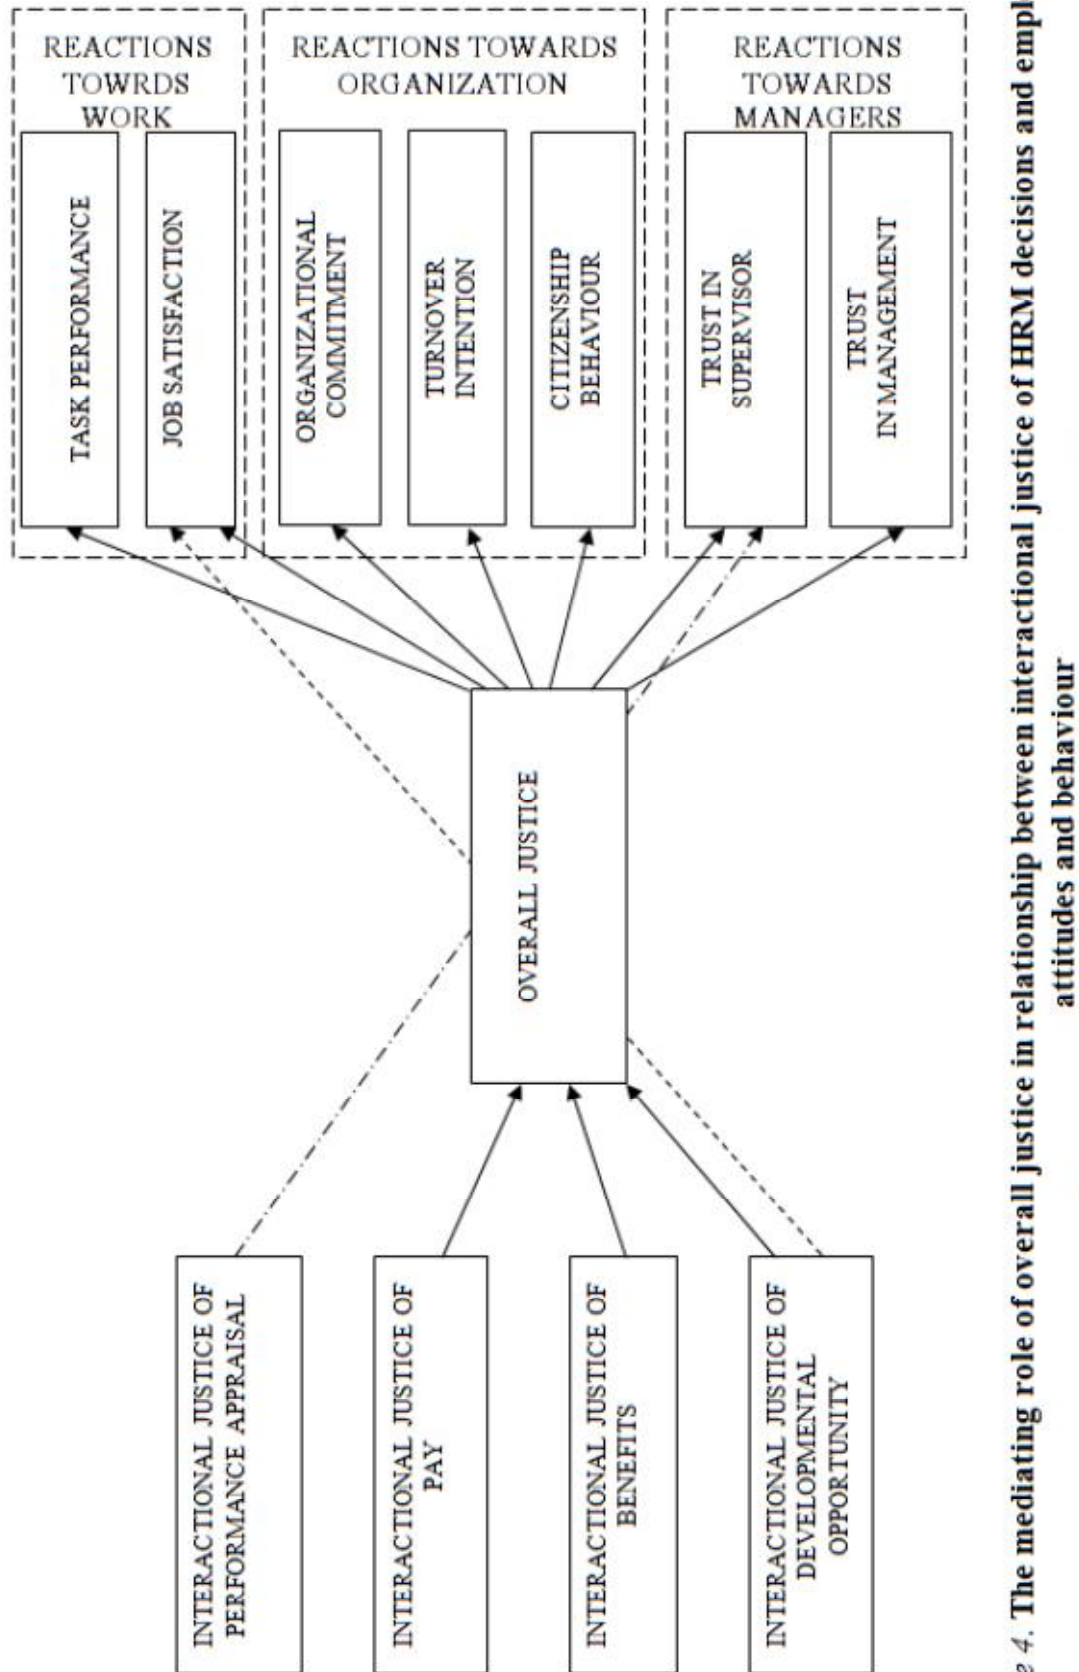 REACTIONS
TOWRDS
WORK
TASK PERFORMANCE
JOB SATISFACTION
REACTIONS TOWARDS
ORGANIZATION
ORGANIZATIONAL
COMMITMENT
TURNOVER
INTENTION
CITIZENSHIP
BEHAVIOUR
REACTIONS
TOWARDS
MANAGERS
TRUST IN
SUPERVISOR
TRUST
IN MANAGEMENT
OVERALL JUSTICE
INTERACTIONAL JUSTICE OF
PERFORMANCE APPRAISAL
INTERACTIONAL JUSTICE OF
PAY
INTERACTIONAL JUSTICE OF
BENEFITS
INTERACTIONAL JUSTICE OF
DEVELOPMENTAL
OPPORTUNITY
e 4. The mediating role of overall justice in relationship between interactional justice of HRM decisions and empl
attitudes and behaviour